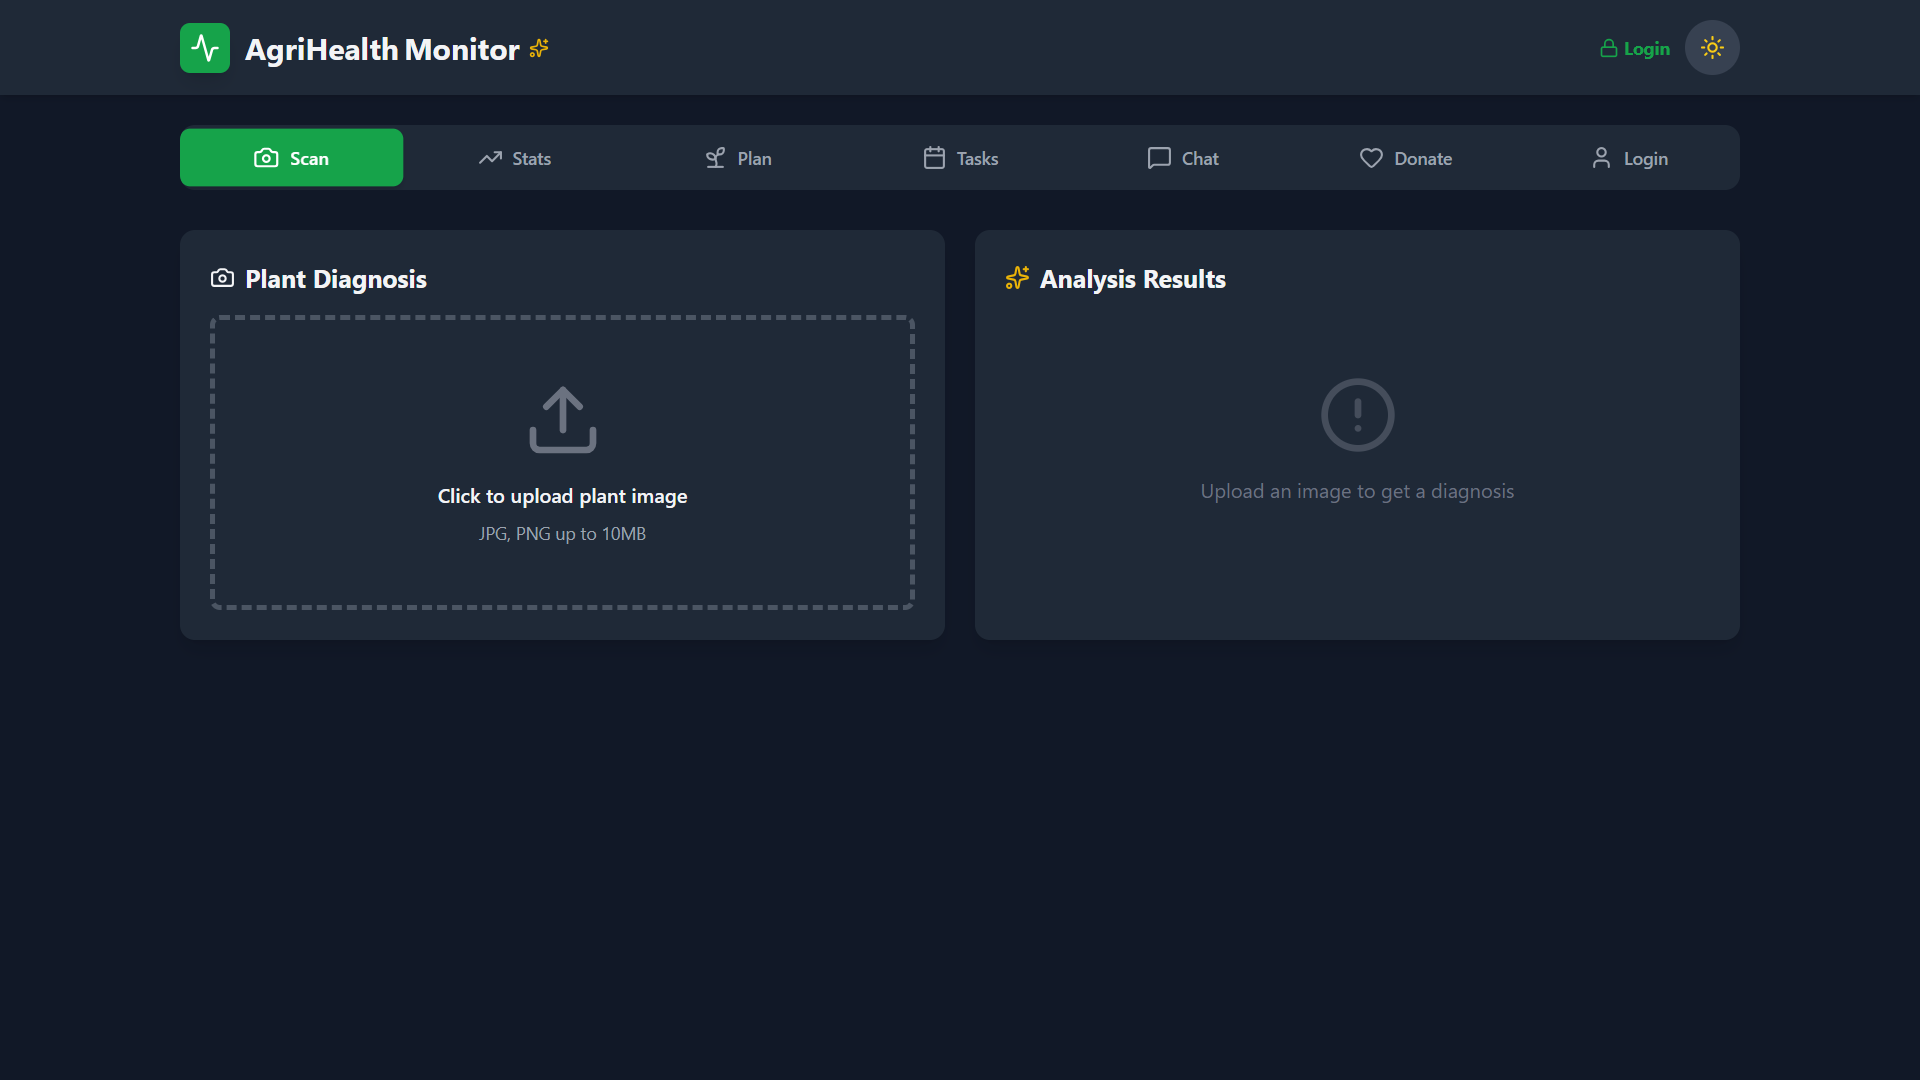 AgriHealth Monitor
Login
Scan
Stats
Plan
Tasks
Chat
Donate
Login
Plant Diagnosis
Click to upload plant image
JPG, PNG up to 10MB
Analysis Results
Upload an image to get a diagnosis